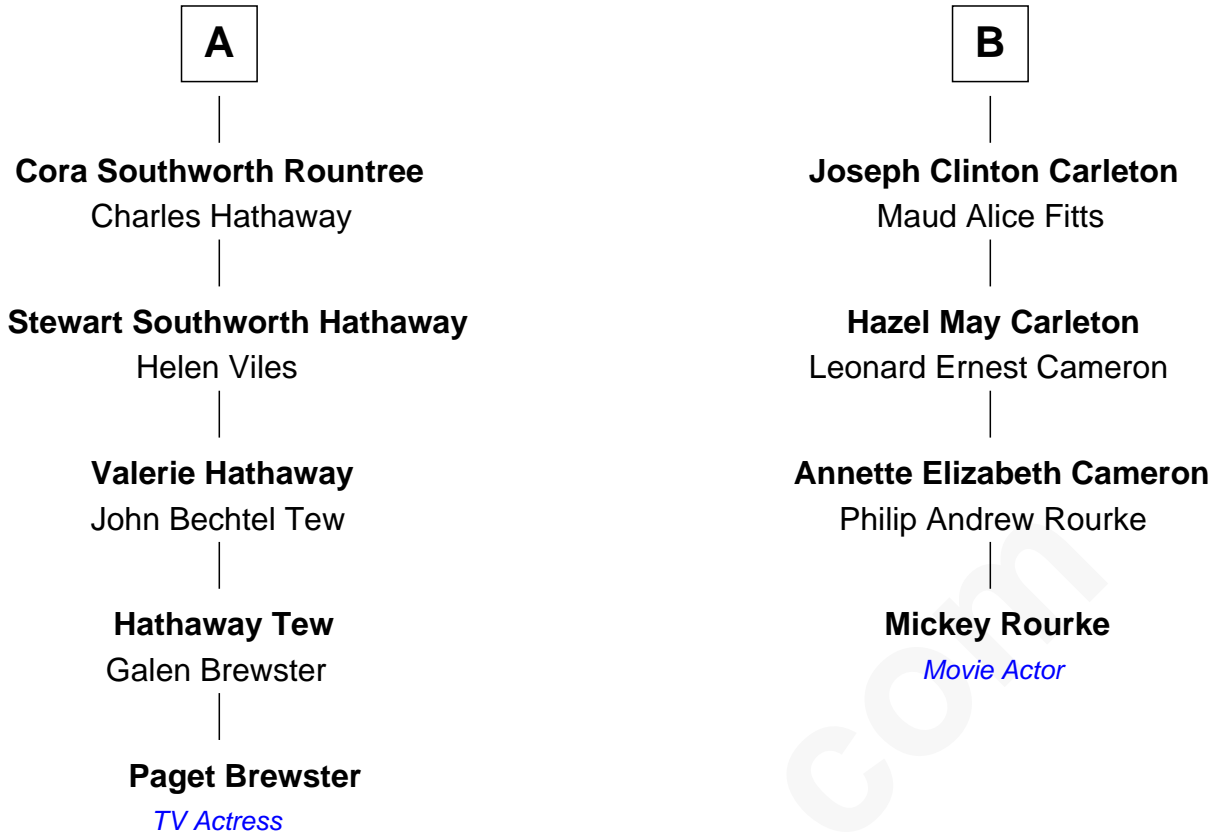 A
Cora Southworth Rountree
Charles Hathaway
Stewart Southworth Hathaway
Helen Viles
Valerie Hathaway
John Bechtel Tew
Hathaway Tew
Galen Brewster
Paget Brewster
TV Actress
B
Joseph Clinton Carleton
Maud Alice Fitts
Hazel May Carleton
Leonard Ernest Cameron
Annette Elizabeth Cameron
Philip Andrew Rourke
Mickey Rourke
Movie Actor
com